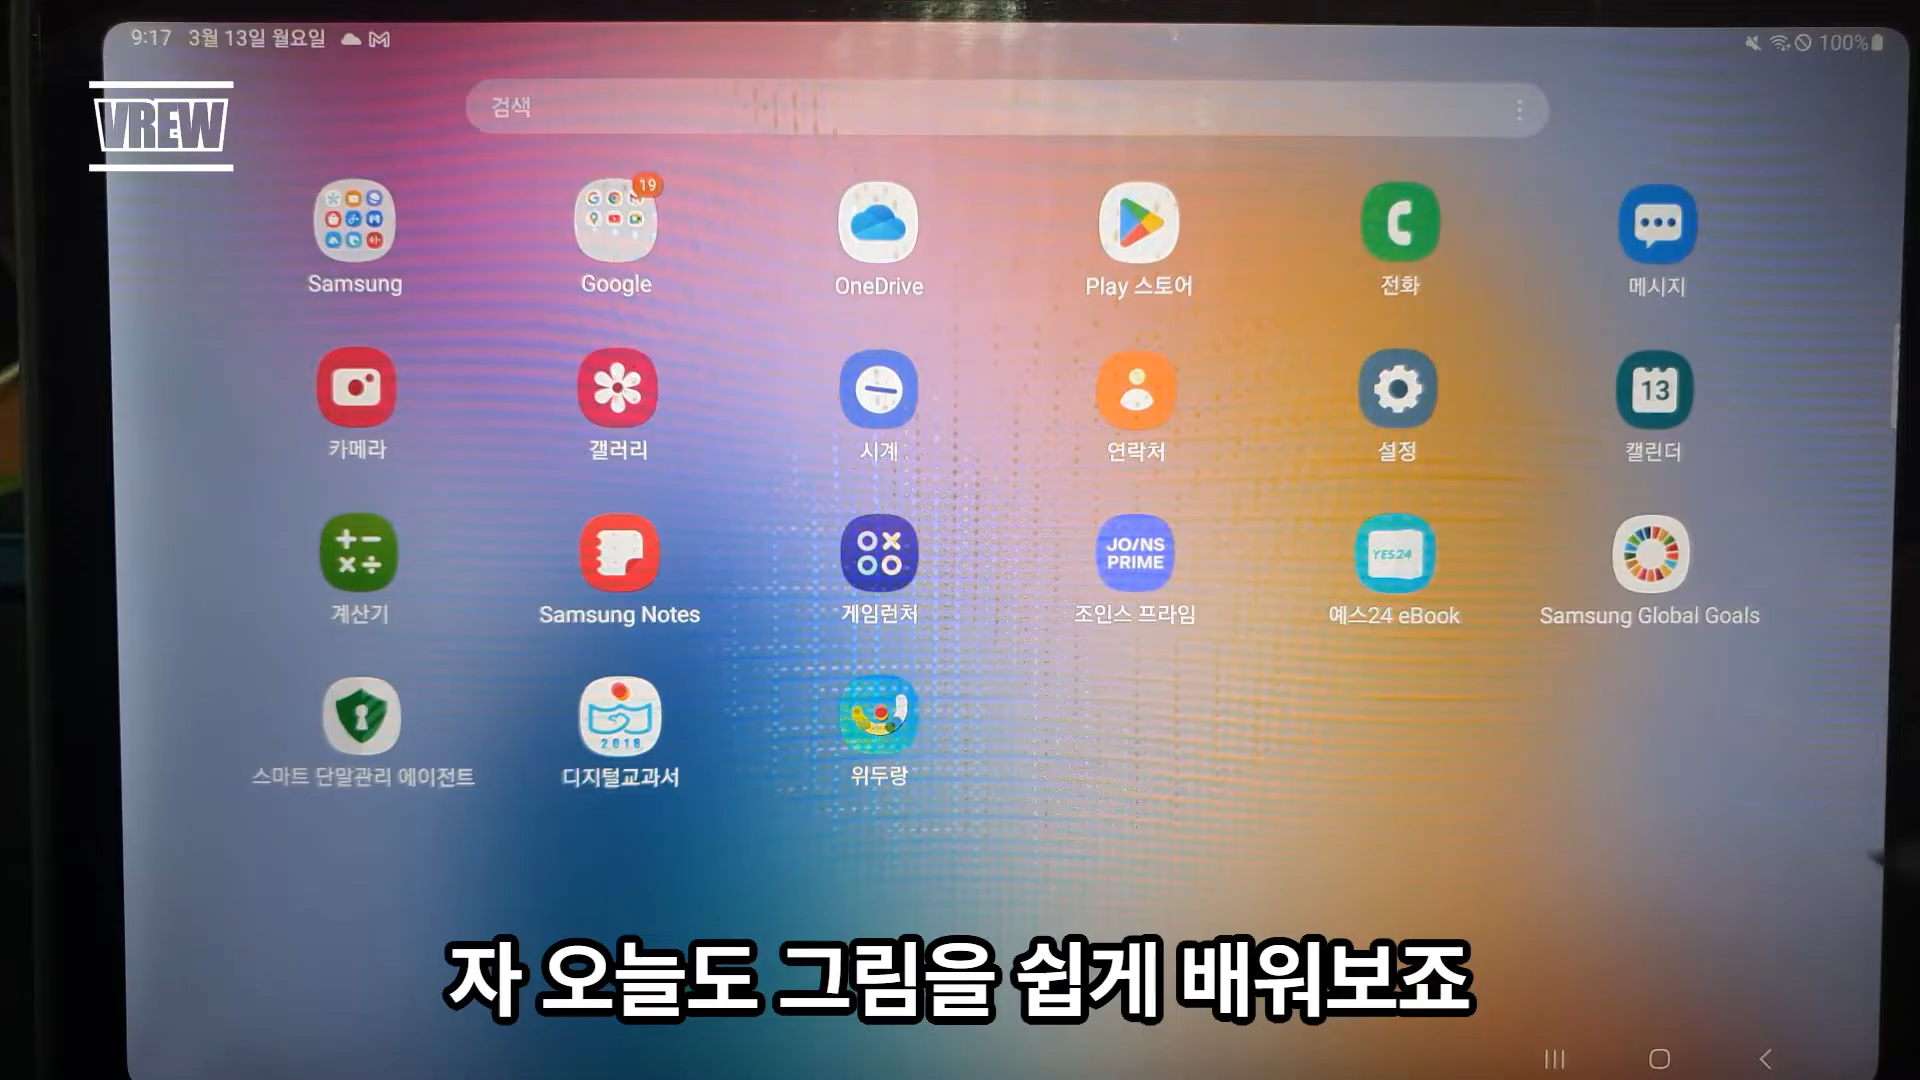 9:17 3월 13일 월요일
100%
VREW
검색
19
Samsung
Google
OneDrive
Play 스토어
전화
메시지
13
카메라
갤러리
시계
연락처
설정
캘린더
JO/NS
PRIME
YES24
계산기
Samsung Notes
게임런처
조인스 프라임
예스24 eBook
Samsung Global Goals
2018
스마트 단말관리 에이전트
디지털교과서
위두랑
자 오늘도 그림을 쉽게 배워보죠